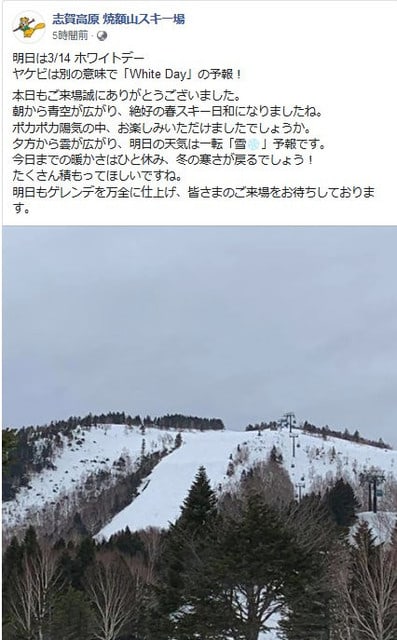 志賀高原 焼額山スキー場
5時間前 ·
明日は3/14 ホワイトデー
ヤケビは別の意味で「White Day」の予報！
本日もご来場誠にありがとうございました。
朝から青空が広がり、絶好の春スキー日和になりましたね。
ポカポカ陽気の中、お楽しみいただけましたでしょうか。
夕方から雲が広がり、明日の天気は一転「雪❄️」予報です。
今日までの暖かさはひと休み、冬の寒さが戻るでしょう！
たくさん積もってほしいですね。
明日もゲレンデを万全に仕上げ、皆さまのご来場をお待ちしておりま
す。